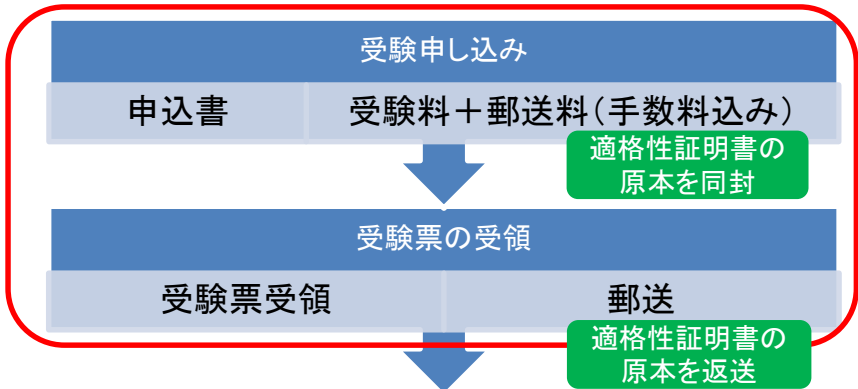 受験申し込み
申込書
受験料＋郵送料(手数料込み)
適格性証明書の
原本を同封
受験票の受領
受験票受領
郵送
適格性証明書の
原本を返送